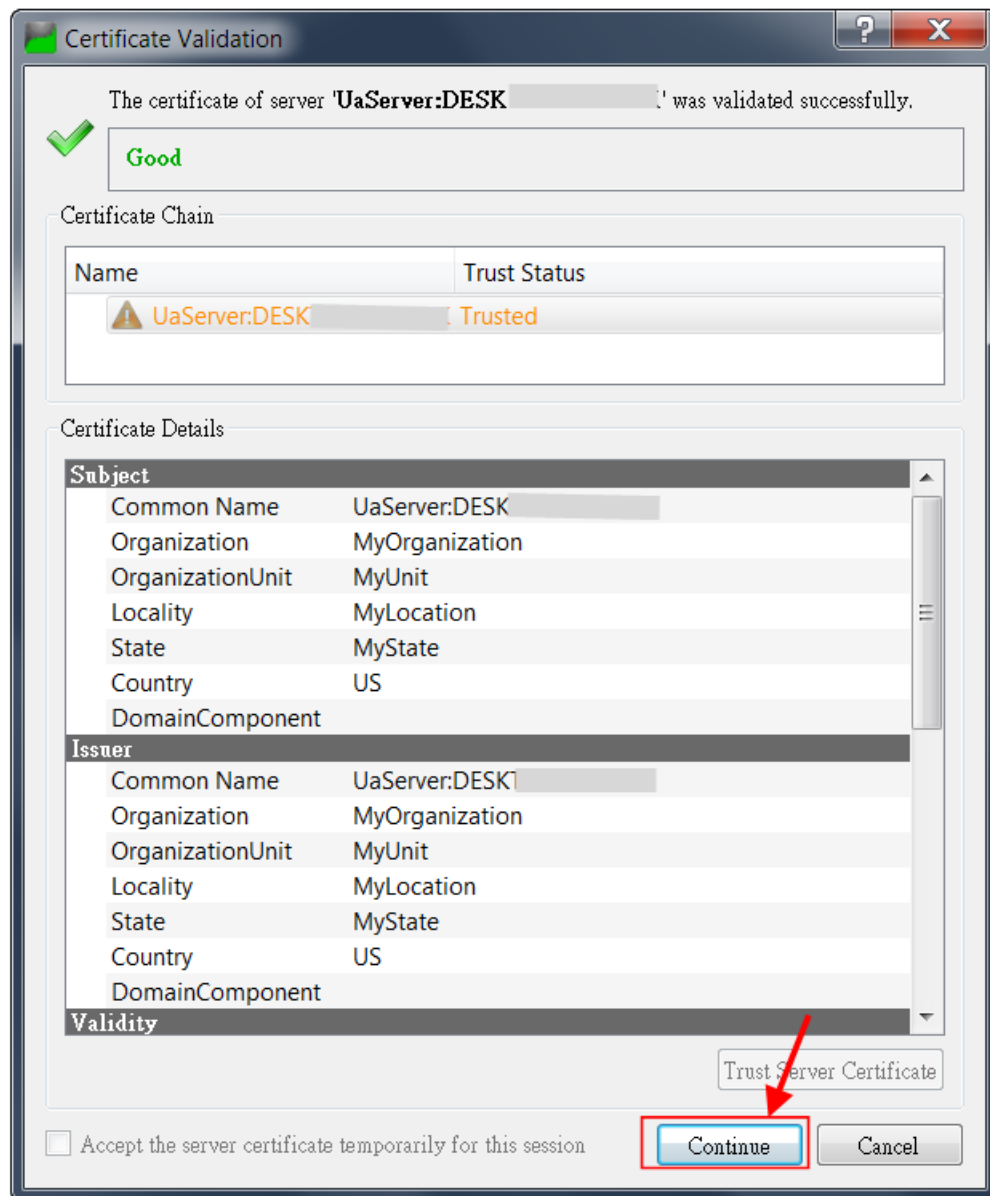 Certificate Validation
The certificate of server 'UaServer:DESK ' was validated successfully.
Good
Certificate Chain
Name Trust Status
UaServer:DESK Trusted
Certificate Details
Subject
Common Name UaServer:DESK
Organization MyOrganization
OrganizationUnit MyUnit
Locality MyLocation
State MyState
Country US
DomainComponent
Issuer
Common Name UaServer:DESKT
Organization MyOrganization
OrganizationUnit MyUnit
Locality MyLocation
State MyState
Country US
DomainComponent
Validity
Trust Server Certificate
Accept the server certificate temporarily for this session
Continue Cancel